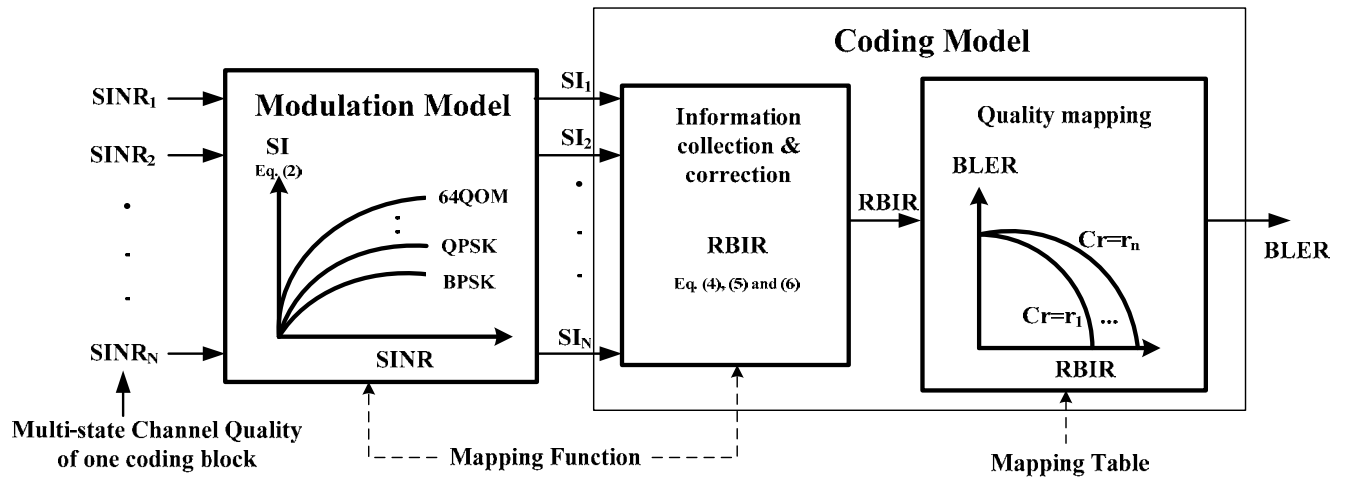 Coding Model
SINR₁
SINR₂
SINR_N
Multi-state Channel Quality
of one coding block
Modulation Model
SI
Eq. (2)
64QOM
QPSK
BPSK
SINR
SI₁
SI₂
SI_N
Information
collection &
correction
RBIR
Eq. (4), (5) and (6)
RBIR
Quality mapping
BLER
Cr=rₙ
Cr=r₁ ...
RBIR
BLER
Mapping Function
Mapping Table